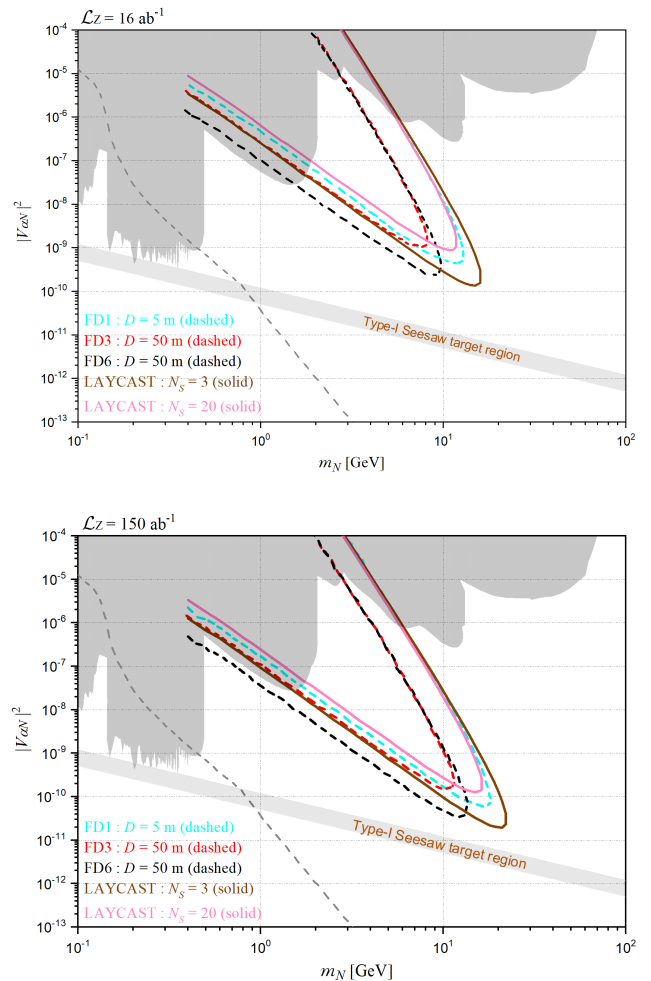 ℒZ = 16 ab⁻¹
10⁻⁴
10⁻⁵
10⁻⁶
10⁻⁷
10⁻⁸
10⁻⁹
10⁻¹⁰
10⁻¹¹
10⁻¹²
10⁻¹³
|VαN|²
Type-I Seesaw target region
FD1 : D = 5 m (dashed)
FD3 : D = 50 m (dashed)
FD6 : D = 50 m (dashed)
LAYCAST : NS = 3 (solid)
LAYCAST : NS = 20 (solid)
10⁻¹ 10⁰ 10¹ 10²
mN [GeV]
ℒZ = 150 ab⁻¹
10⁻⁴
10⁻⁵
10⁻⁶
10⁻⁷
10⁻⁸
10⁻⁹
10⁻¹⁰
10⁻¹¹
10⁻¹²
10⁻¹³
|VαN|²
Type-I Seesaw target region
FD1 : D = 5 m (dashed)
FD3 : D = 50 m (dashed)
FD6 : D = 50 m (dashed)
LAYCAST : NS = 3 (solid)
LAYCAST : NS = 20 (solid)
10⁻¹ 10⁰ 10¹ 10²
mN [GeV]